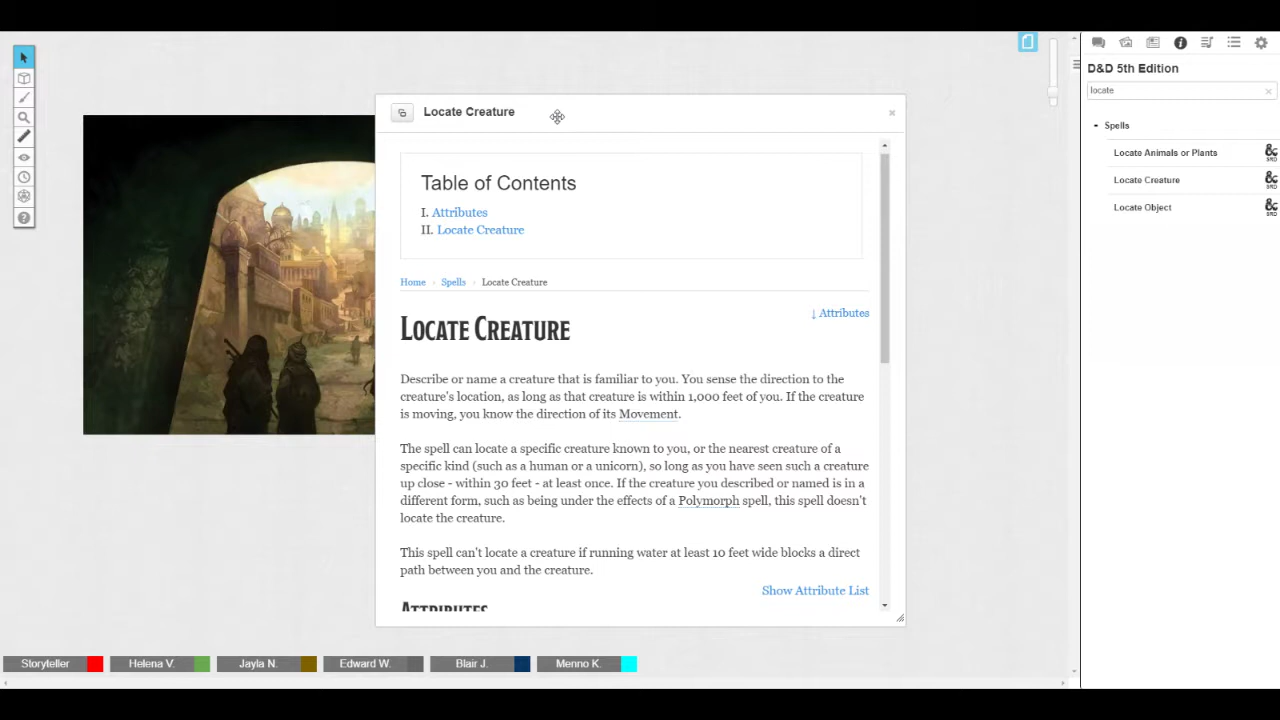 Locate Creature
Table of Contents
I. Attributes
II. Locate Creature
Home › Spells › Locate Creature
↓ Attributes
LOCATE CREATURE
Describe or name a creature that is familiar to you. You sense the direction to the
creature's location, as long as that creature is within 1,000 feet of you. If the creature
is moving, you know the direction of its Movement.
The spell can locate a specific creature known to you, or the nearest creature of a
specific kind (such as a human or a unicorn), so long as you have seen such a creature
up close - within 30 feet - at least once. If the creature you described or named is in a
different form, such as being under the effects of a Polymorph spell, this spell doesn't
locate the creature.
This spell can't locate a creature if running water at least 10 feet wide blocks a direct
path between you and the creature.
Show Attribute List
ATTRIBUTES
D&D 5th Edition
locate
Spells
Locate Animals or Plants
SRD
Locate Creature
SRD
Locate Object
SRD
Storyteller
Helena V.
Jayla N.
Edward W.
Blair J.
Menno K.